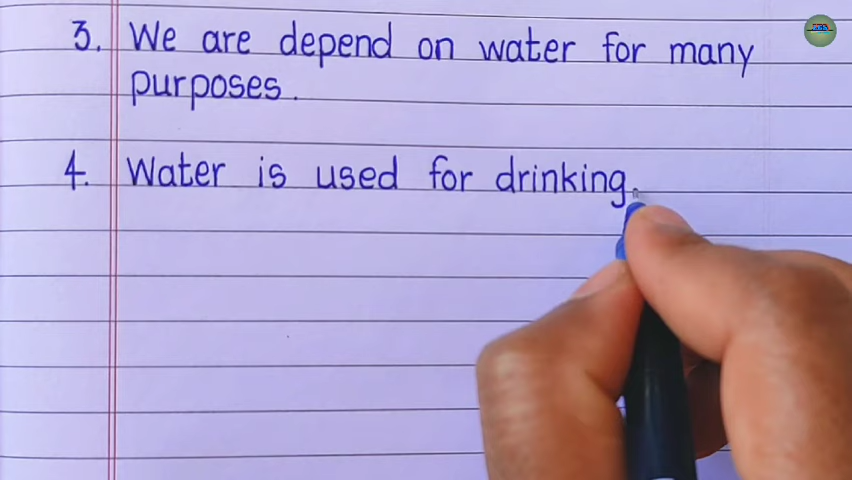 3. We are depend on water for many
purposes.
4. Water is used for drinking.